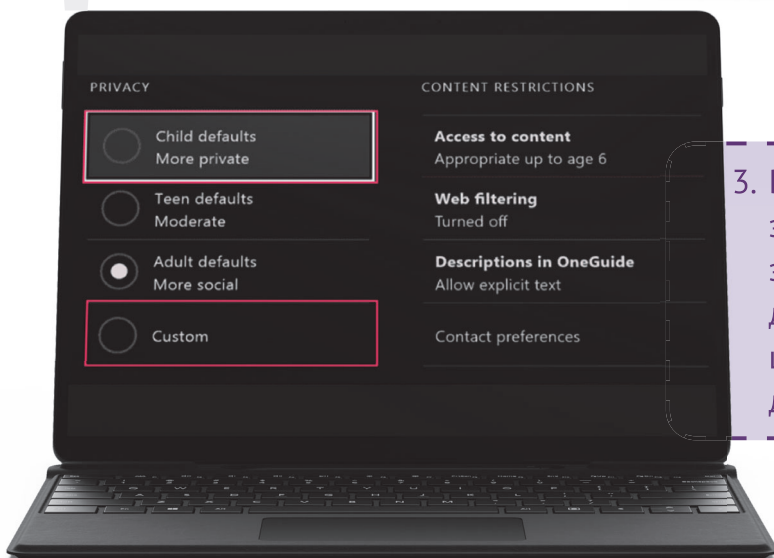 PRIVACY
Child defaults
More private
Teen defaults
Moderate
Adult defaults
More social
Custom
CONTENT RESTRICTIONS
Access to content
Appropriate up to age 6
Web filtering
Turned off
Descriptions in OneGuide
Allow explicit text
Contact preferences
3.